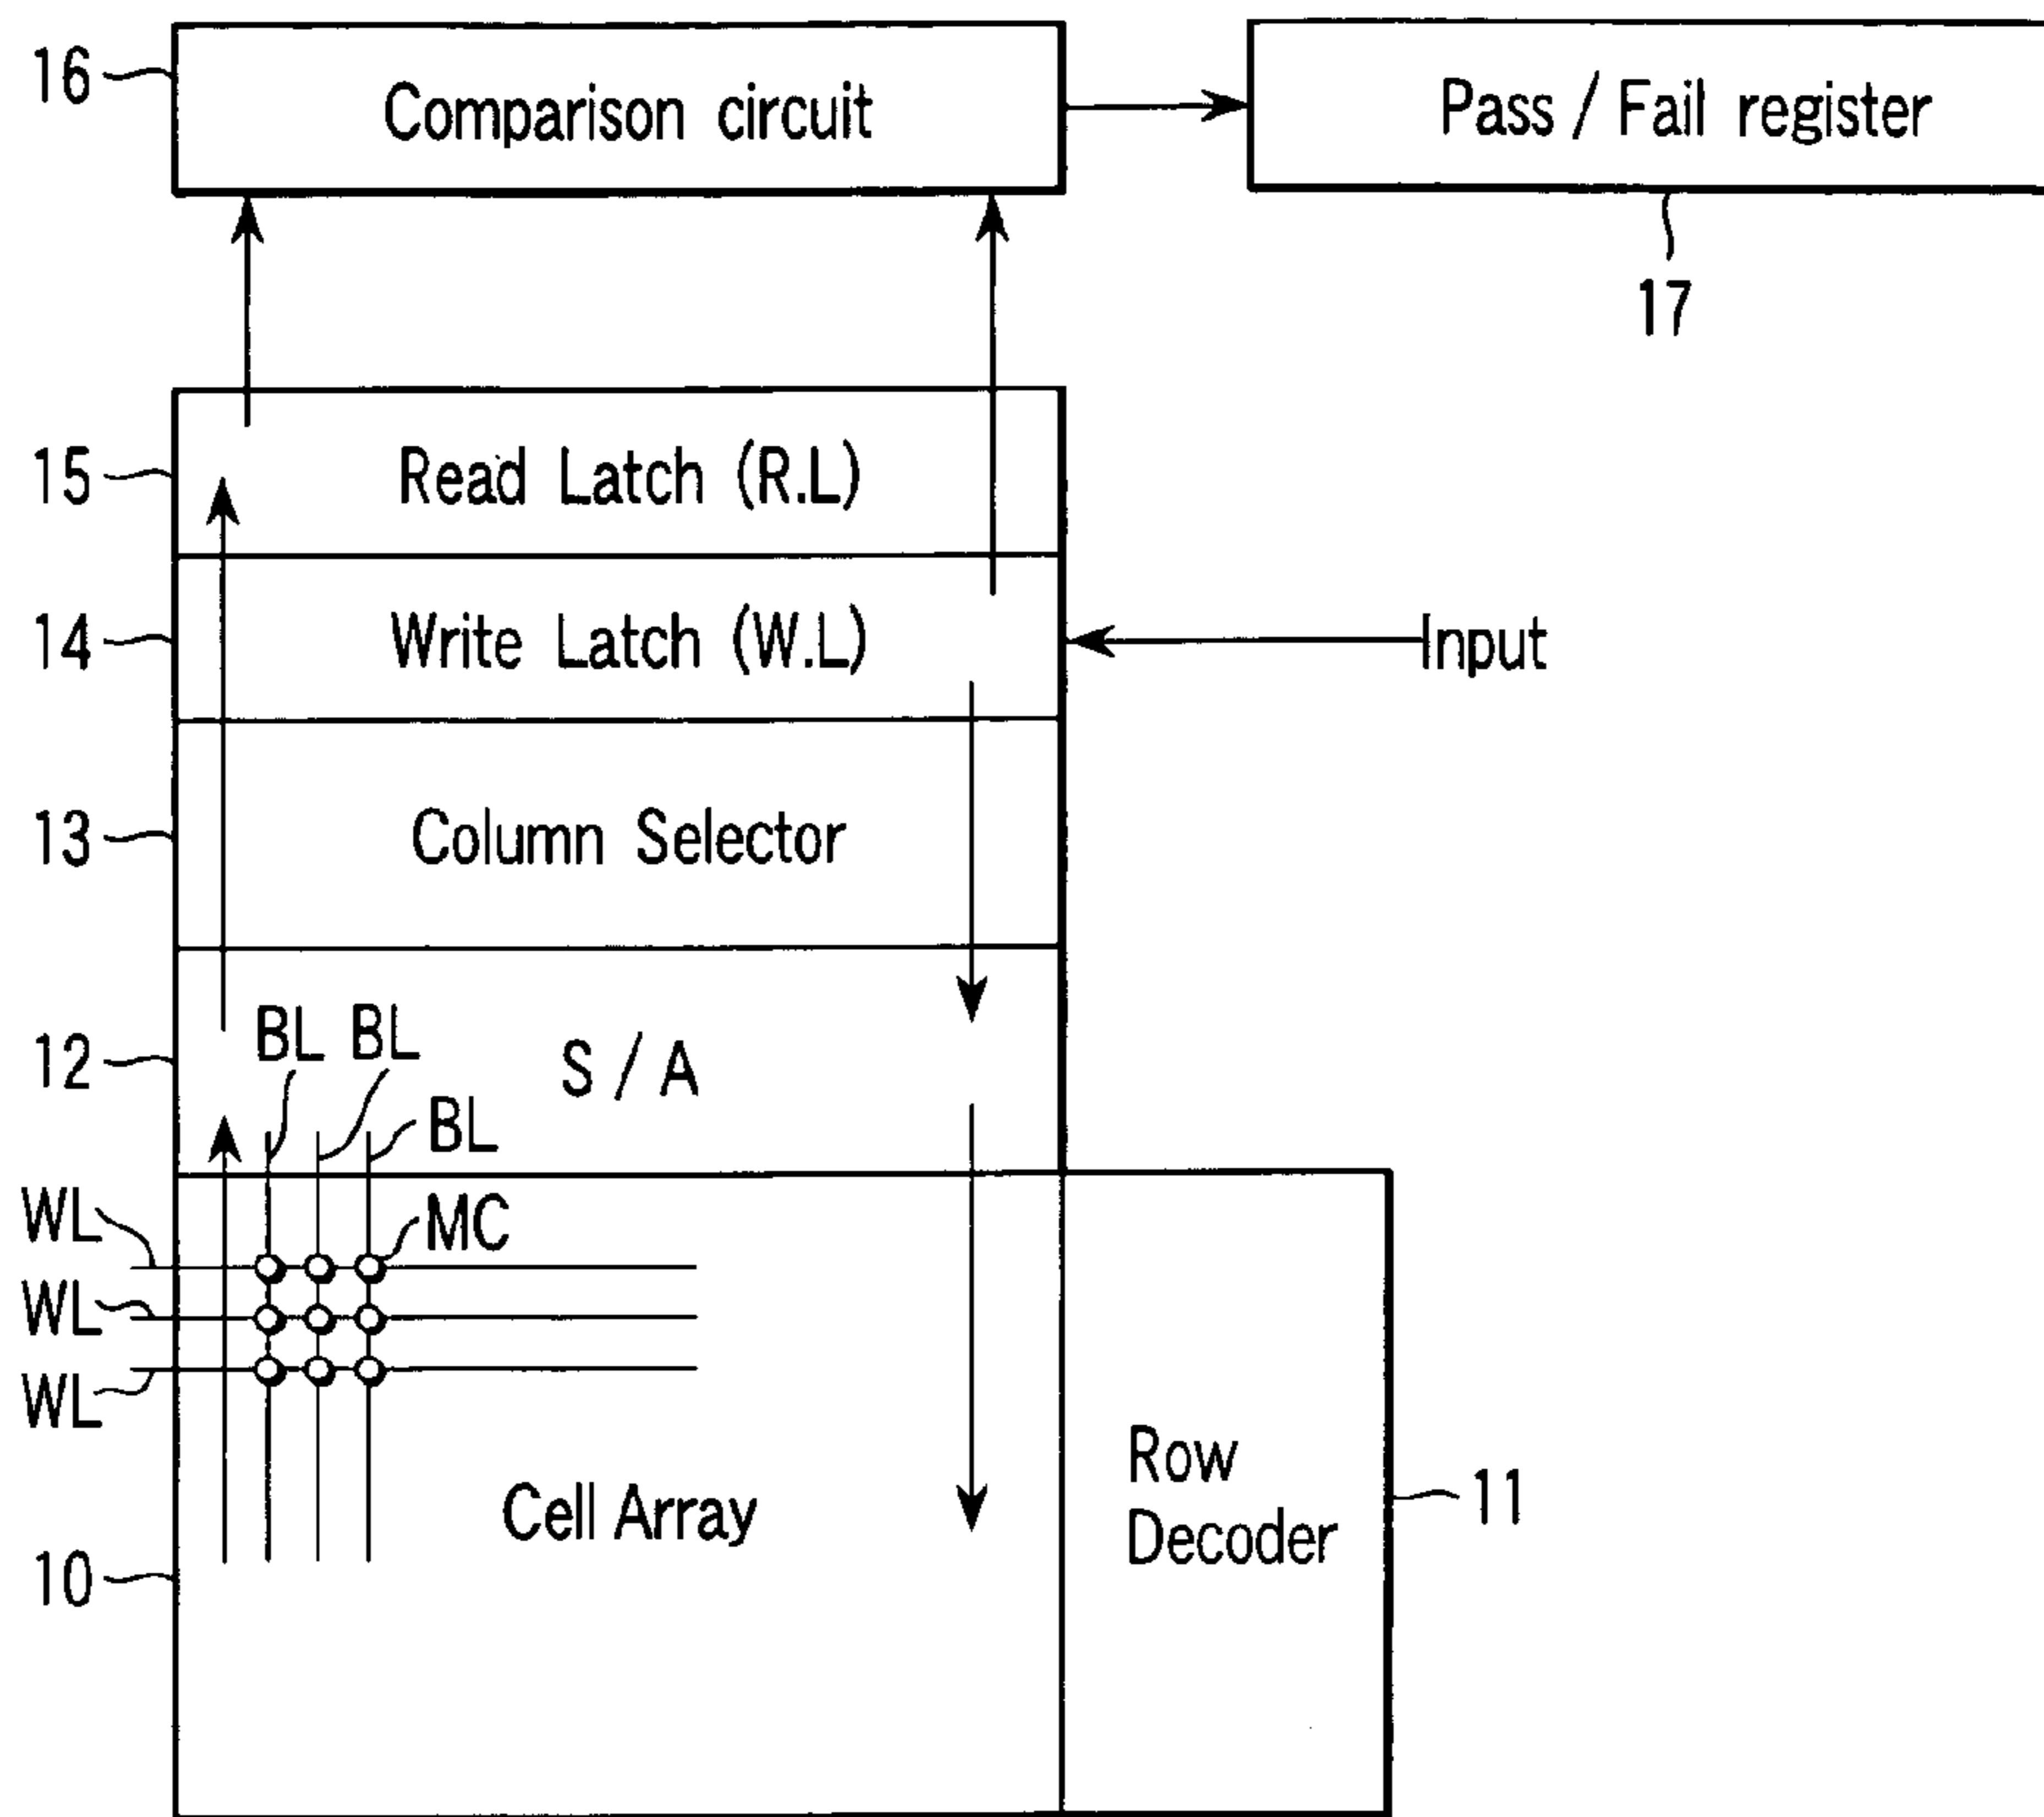 16
Comparison circuit
Pass / Fail register
17
15
Read Latch (R.L)
14
Write Latch (W.L)
Input
13
Column Selector
12
BL
BL
S / A
BL
WL
MC
WL
WL
Row
Decoder
11
Cell Array
10